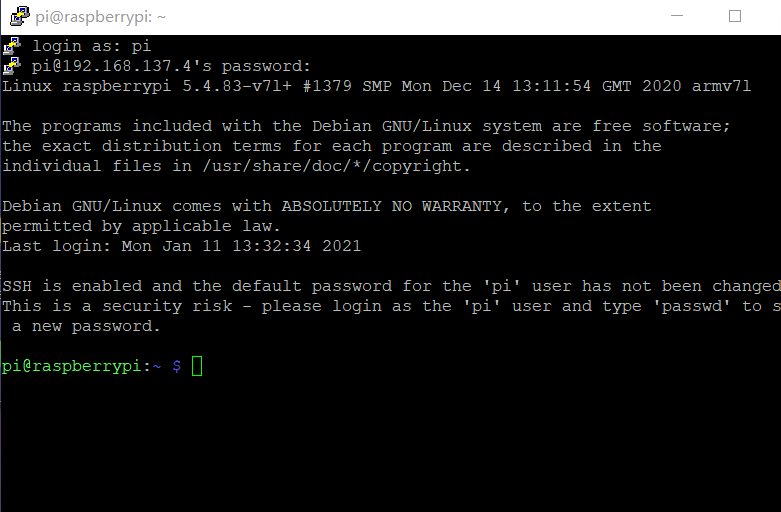 pi@raspberrypi: ~
login as: pi
pi@192.168.137.4's password:
Linux raspberrypi 5.4.83-v7l+ #1379 SMP Mon Dec 14 13:11:54 GMT 2020 armv7l
The programs included with the Debian GNU/Linux system are free software;
the exact distribution terms for each program are described in the
individual files in /usr/share/doc/*/copyright.
Debian GNU/Linux comes with ABSOLUTELY NO WARRANTY, to the extent
permitted by applicable law.
Last login: Mon Jan 11 13:32:34 2021
SSH is enabled and the default password for the 'pi' user has not been changed
This is a security risk - please login as the 'pi' user and type 'passwd' to s
a new password.
pi@raspberrypi:~ $